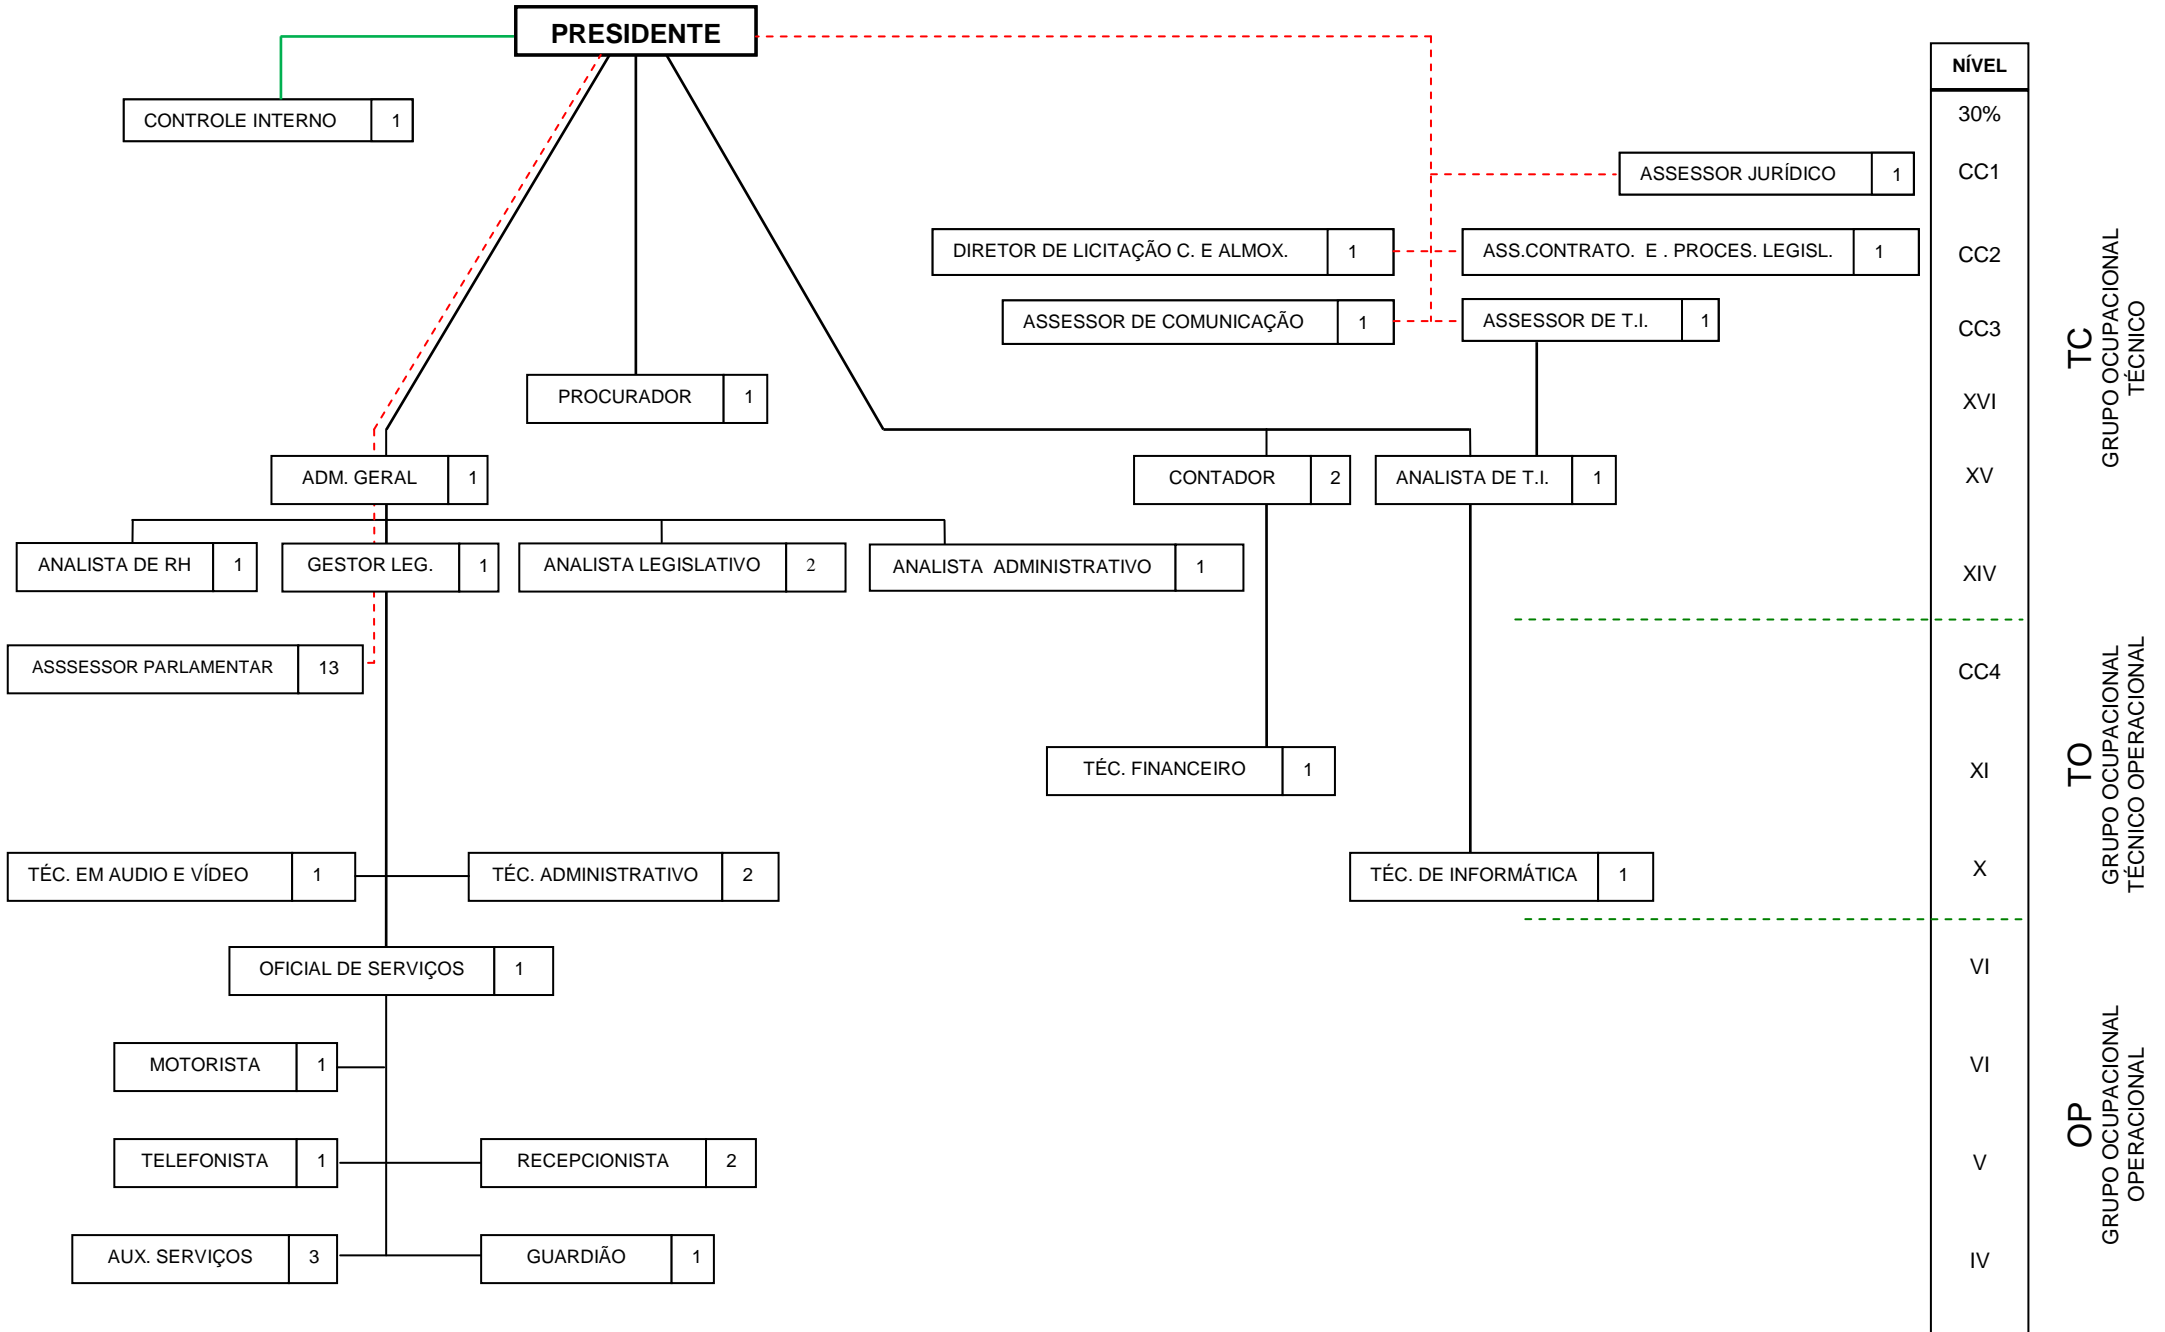 PRESIDENTE
NÍVEL
CONTROLE INTERNO 1
30%
ASSESSOR JURÍDICO 1
CC1
DIRETOR DE LICITAÇÃO C. E ALMOX. 1
ASS.CONTRATO. E . PROCES. LEGISL. 1
CC2
ASSESSOR DE COMUNICAÇÃO 1
ASSESSOR DE T.I. 1
CC3
TC
GRUPO OCUPACIONAL
TÉCNICO
PROCURADOR 1
XVI
ADM. GERAL 1
CONTADOR 2
ANALISTA DE T.I. 1
XV
ANALISTA DE RH 1
GESTOR LEG. 1
ANALISTA LEGISLATIVO 2
ANALISTA ADMINISTRATIVO 1
XIV
ASSSESSOR PARLAMENTAR 13
CC4
TÉC. FINANCEIRO 1
XI
TO
GRUPO OCUPACIONAL
TÉCNICO OPERACIONAL
TÉC. EM AUDIO E VÍDEO 1
TÉC. ADMINISTRATIVO 2
TÉC. DE INFORMÁTICA 1
X
OFICIAL DE SERVIÇOS 1
VI
MOTORISTA 1
VI
OP
GRUPO OCUPACIONAL
OPERACIONAL
TELEFONISTA 1
RECEPCIONISTA 2
V
AUX. SERVIÇOS 3
GUARDIÃO 1
IV